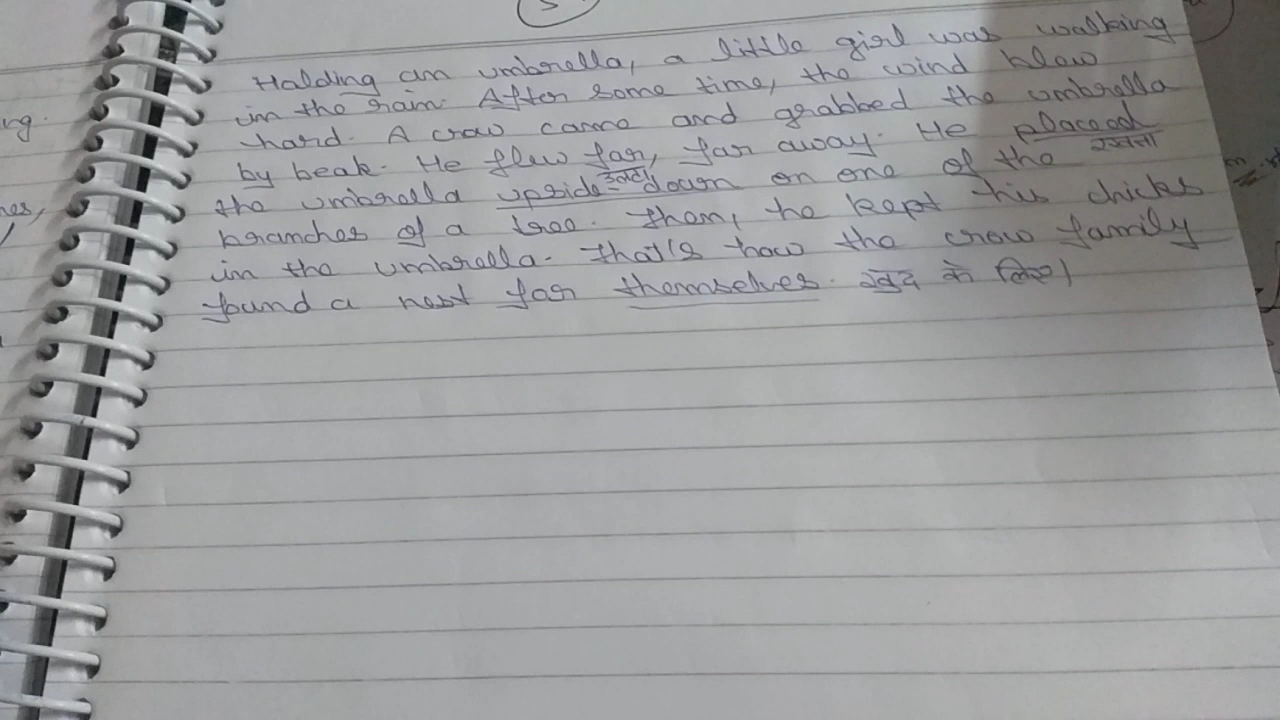 Holding an umbrella, a little girl was walking
in the rain. After some time, the wind blew
hard. A crow came and grabbed the umbrella
by beak. He flew far, far away. He placed
रखना
the umbrella upside-down on one of the
उल्टा
branches of a tree. Then, he kept his chicks
in the umbrella. That's how the crow family
found a nest for themselves. खुद के लिए।
ing.